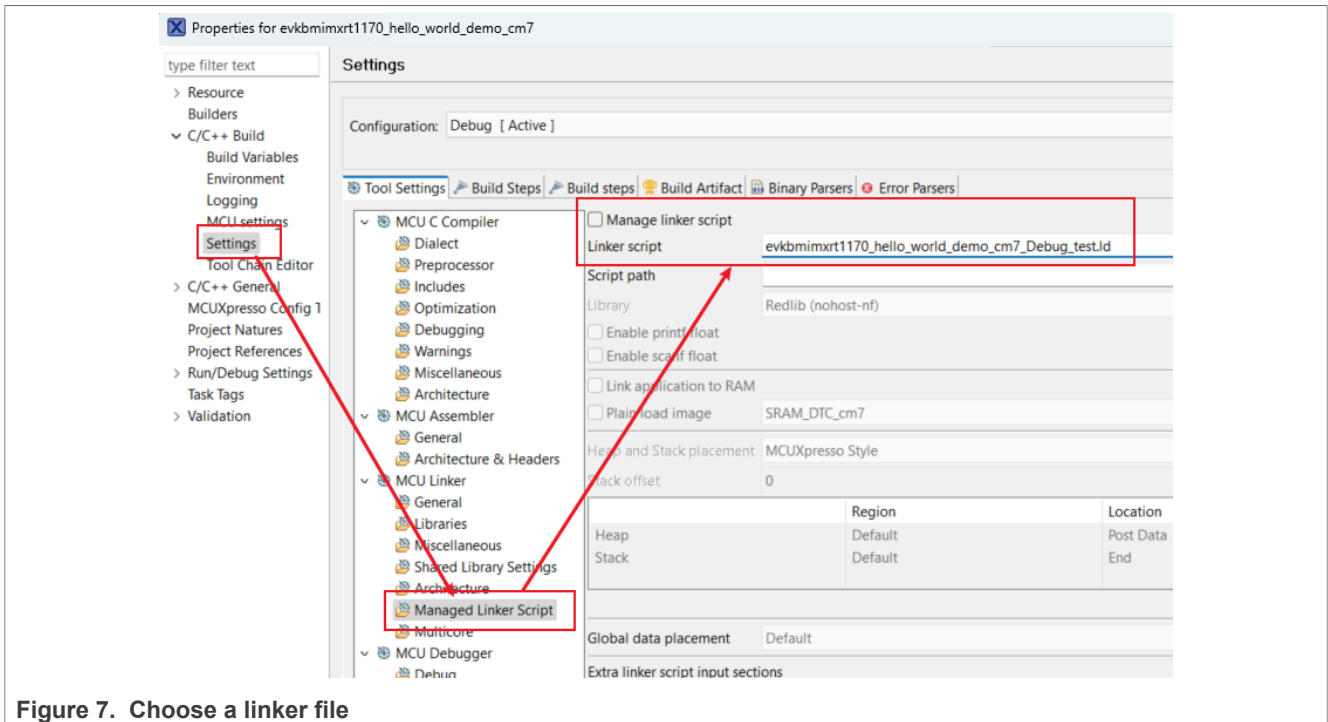 Properties for evkbmimxrt1170_hello_world_demo_cm7
type filter text
Resource
Builders
C/C++ Build
Build Variables
Environment
Logging
MCU settings
Settings
Tool Chain Editor
C/C++ General
MCUXpresso Config T
Project Natures
Project References
Run/Debug Settings
Task Tags
Validation
Settings
Configuration: Debug [ Active ]
Tool Settings Build Steps Build steps Build Artifact Binary Parsers Error Parsers
MCU C Compiler
Dialect
Preprocessor
Includes
Optimization
Debugging
Warnings
Miscellaneous
Architecture
MCU Assembler
General
Architecture & Headers
MCU Linker
General
Libraries
Miscellaneous
Shared Library Settings
Architecture
Managed Linker Script
Multicore
MCU Debugger
Debug
Manage linker script
Linker script evkbmimxrt1170_hello_world_demo_cm7_Debug_test.ld
Script path
Library Redlib (nohost-nf)
Enable printf float
Enable scanf float
Link application to RAM
Plain load image SRAM_DTC_cm7
Heap and Stack placement MCUXpresso Style
Stack offset 0
Region Location
Heap Default Post Data
Stack Default End
Global data placement Default
Extra linker script input sections
Figure 7. Choose a linker file